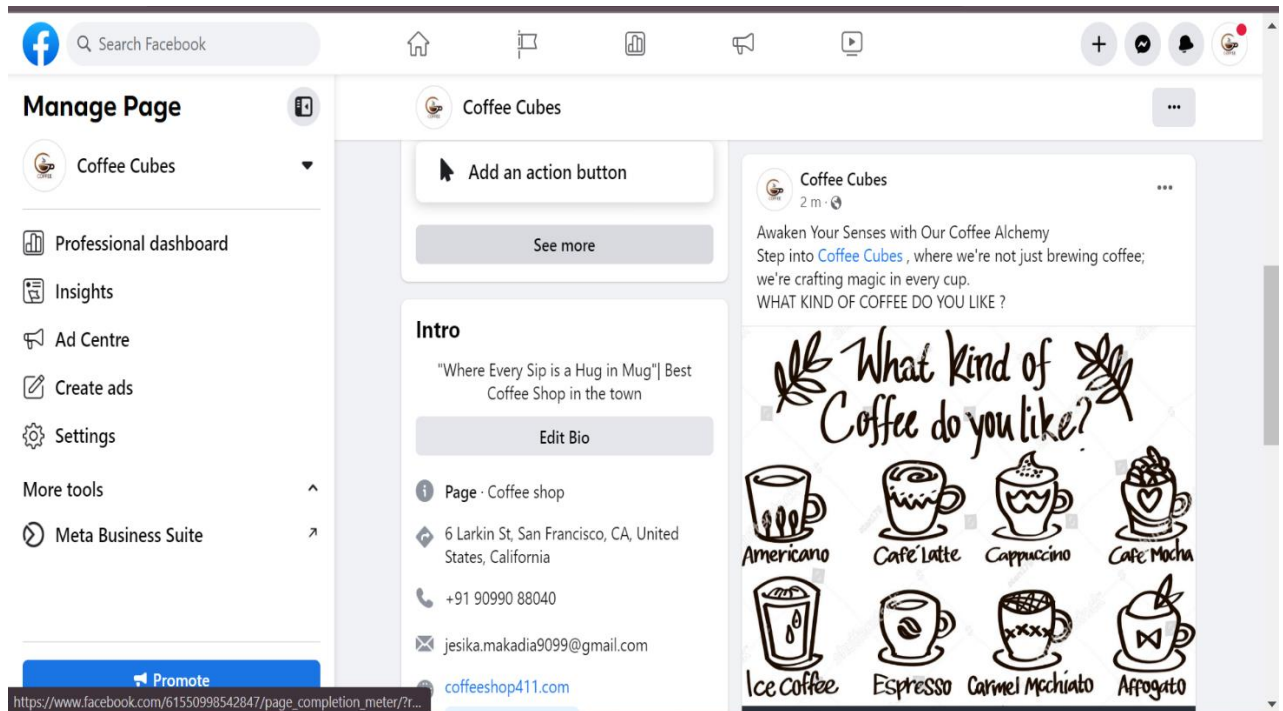 Search Facebook
Manage Page
Coffee Cubes
Professional dashboard
Insights
Ad Centre
Create ads
Settings
More tools
Meta Business Suite
Promote
https://www.facebook.com/61550998542847/page_completion_meter/?r...
Coffee Cubes
Add an action button
See more
Intro
"Where Every Sip is a Hug in Mug"| Best
Coffee Shop in the town
Edit Bio
Page · Coffee shop
6 Larkin St, San Francisco, CA, United
States, California
+91 90990 88040
jesika.makadia9099@gmail.com
coffeeshop411.com
Coffee Cubes
2 m ·
Awaken Your Senses with Our Coffee Alchemy
Step into Coffee Cubes , where we're not just brewing coffee;
we're crafting magic in every cup.
WHAT KIND OF COFFEE DO YOU LIKE ?
What kind of
Coffee do you like?
Americano Café Latte Cappuccino Cafe Mocha
Ice Coffee Espresso Carmel Mcchiato Affogato